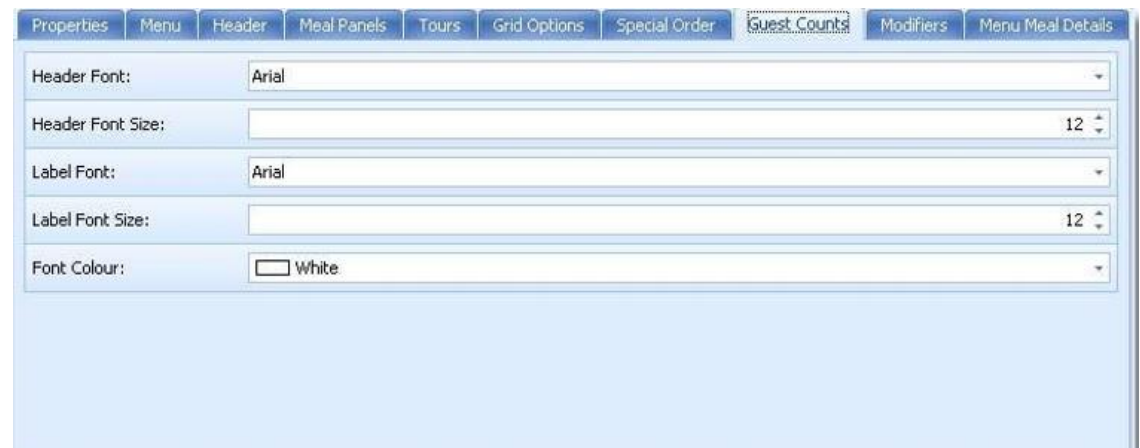 Properties Menu Header Meal Panels Tours Grid Options Special Order Guest Counts Modifiers Menu Meal Details
Header Font: Arial
Header Font Size: 12
Label Font: Arial
Label Font Size: 12
Font Colour: White